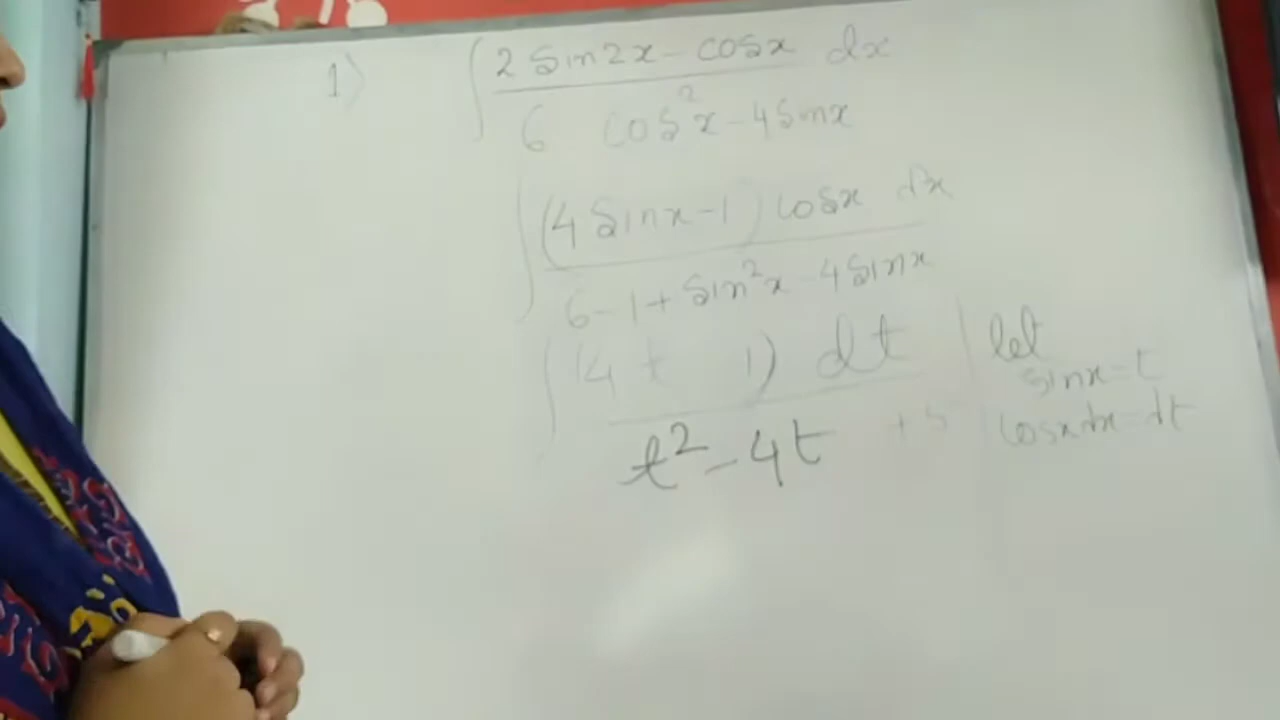 1) ∫ 2 sin2x - cosx dx
6 cos²x - 4 sinx
∫ (4 sinx - 1) cosx dx
6 - 1 + sin²x - 4 sinx
∫ (4t 1) dt | let
sinx = t
t² - 4t + 5 | cosx dx = dt